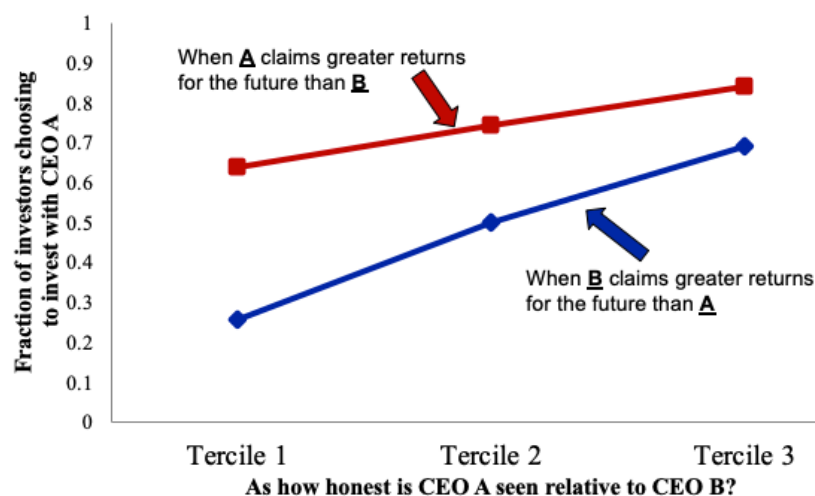 1
0.9
0.8
0.7
0.6
0.5
0.4
0.3
0.2
0.1
0
Fraction of investors choosing
to invest with CEO A
When A claims greater returns
for the future than B
When B claims greater returns
for the future than A
Tercile 1
Tercile 2
Tercile 3
As how honest is CEO A seen relative to CEO B?